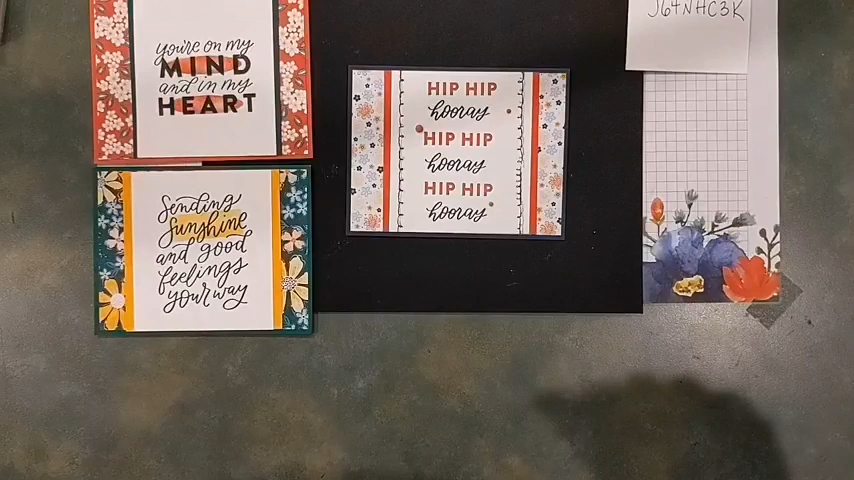 you're on my
MIND
and in my
HEART
Sending
Sunshine
and good
feelings
your way
HIP HIP
hooray
HIP HIP
hooray
HIP HIP
hooray
J64NHC3K